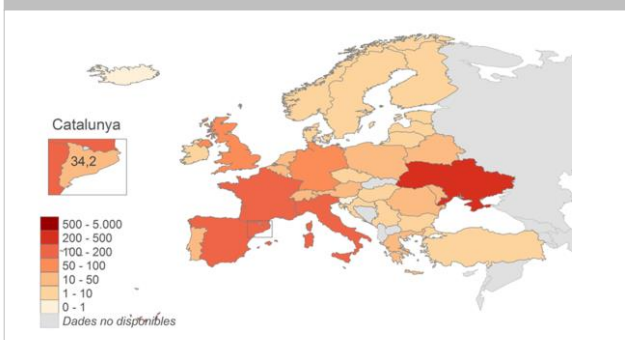 Catalunya
34,2
500 - 5.000
200 - 500
100 - 200
50 - 100
10 - 50
1 - 10
0 - 1
Dades no disponibles